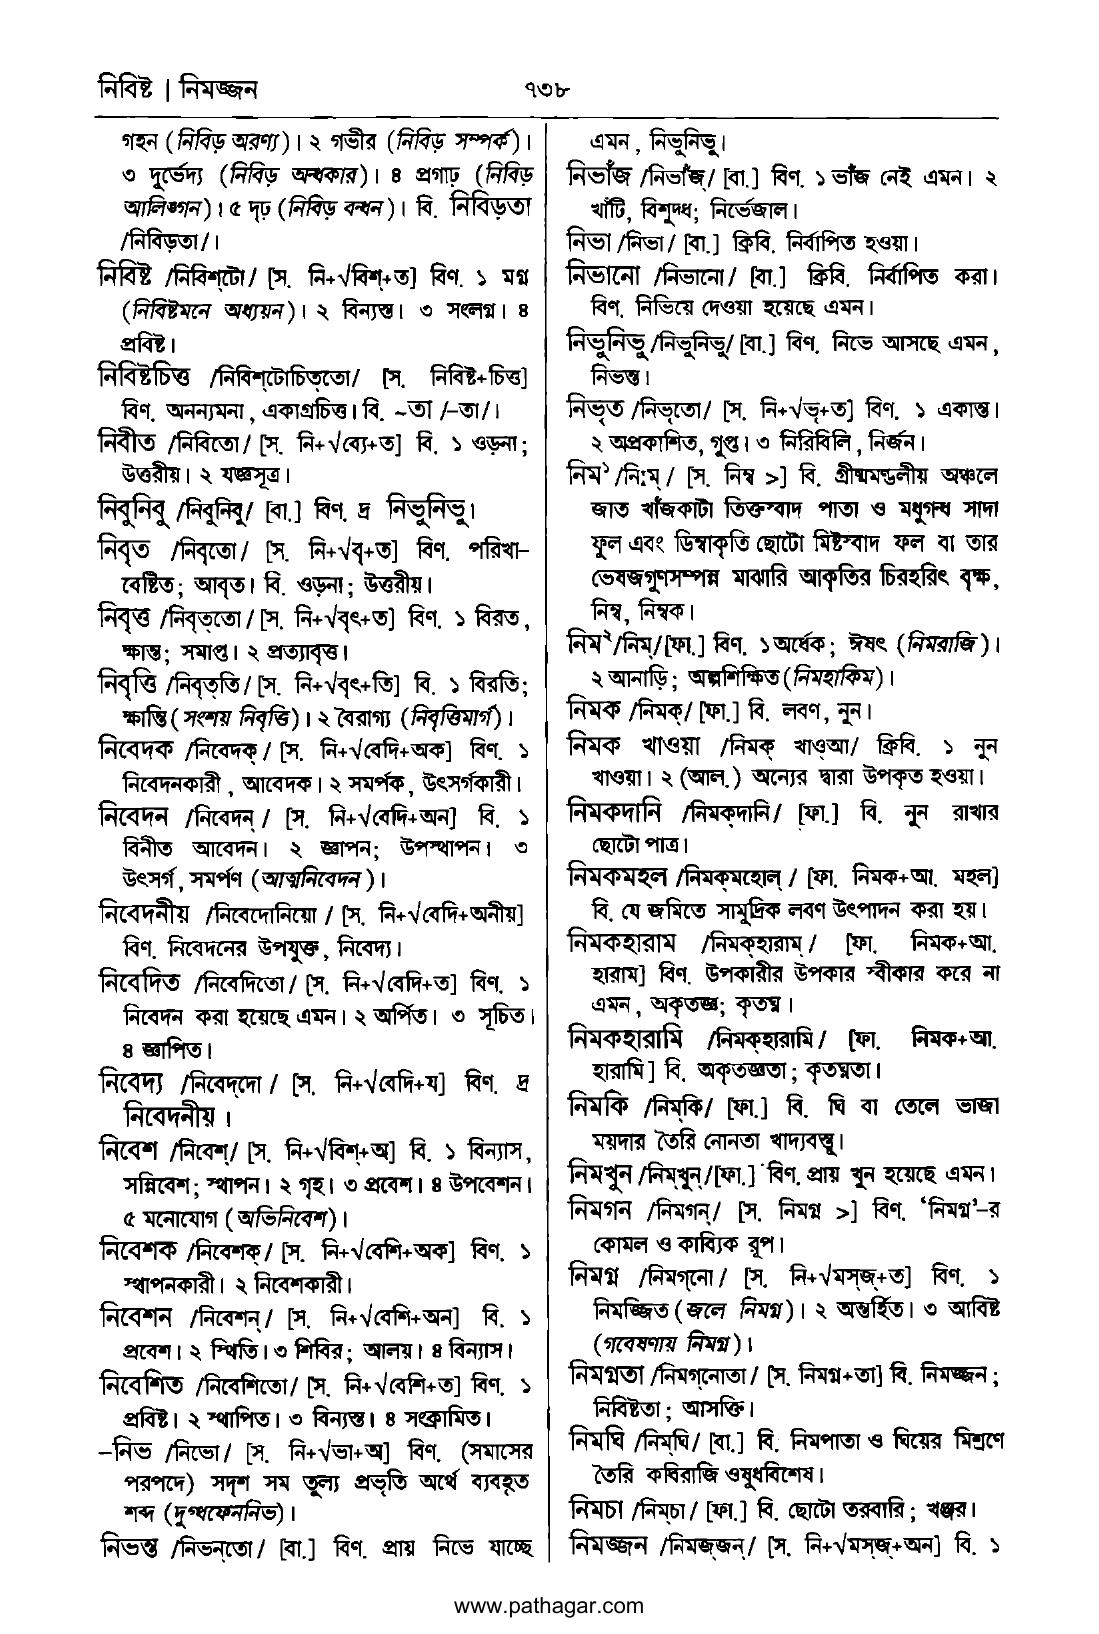 নিবিষ্ট | নিমজ্জন
৭৩৮
গহন (নিবিড় অরণ্য)। ২ গভীর (নিবিড় সম্পর্ক)।
৩ দুর্ভেদ্য (নিবিড় অন্ধকার)। ৪ প্রগাঢ় (নিবিড়
আলিঙ্গন)। ৫ দৃঢ় (নিবিড় বন্ধন)। বি. নিবিড়তা
/নিবিড়তা/।
নিবিষ্ট /নিবিশ্‌টো/ [স. নি+√বিশ্‌+ত] বিণ. ১ মগ্ন
(নিবিষ্টমনে অধ্যয়ন)। ২ বিন্যস্ত। ৩ সংলগ্ন। ৪
প্রবিষ্ট।
নিবিষ্টচিত্ত /নিবিশ্‌টোচিত্‌তো/ [স. নিবিষ্ট+চিত্ত]
বিণ. অনন্যমনা, একাগ্রচিত্ত। বি. ~তা /–তা/।
নিবীত /নিবিতো/ [স. নি+√ব্যে+ত] বি. ১ ওড়না;
উত্তরীয়। ২ যজ্ঞসূত্র।
নিবুনিবু /নিবুনিবু/ [বা.] বিণ. দ্র নিভুনিভু।
নিবৃত /নিবৃতো/ [স. নি+√বৃ+ত] বিণ. পরিখা–
বেষ্টিত; আবৃত। বি. ওড়না; উত্তরীয়।
নিবৃত্ত /নিবৃত্‌তো/ [স. নি+√বৃৎ+ত] বিণ. ১ বিরত,
ক্ষান্ত; সমাপ্ত। ২ প্রত্যাবৃত্ত।
নিবৃত্তি /নিবৃত্‌তি/ [স. নি+√বৃৎ+তি] বি. ১ বিরতি;
ক্ষান্তি (সংশয় নিবৃত্তি)। ২ বৈরাগ্য (নিবৃত্তিমার্গ)।
নিবেদক /নিবেদক্‌/ [স. নি+√বেদি+অক] বিণ. ১
নিবেদনকারী, আবেদক। ২ সমর্পক, উৎসর্গকারী।
নিবেদন /নিবেদন্‌/ [স. নি+√বেদি+অন] বি. ১
বিনীত আবেদন। ২ জ্ঞাপন; উপস্থাপন। ৩
উৎসর্গ, সমর্পণ (আত্মনিবেদন)।
নিবেদনীয় /নিবেদোনিয়ো/ [স. নি+√বেদি+অনীয়]
বিণ. নিবেদনের উপযুক্ত, নিবেদ্য।
নিবেদিত /নিবেদিতো/ [স. নি+√বেদি+ত] বিণ. ১
নিবেদন করা হয়েছে এমন। ২ অর্পিত। ৩ সূচিত।
৪ জ্ঞাপিত।
নিবেদ্য /নিবেদ্‌দো/ [স. নি+√বেদি+য] বিণ. দ্র
নিবেদনীয়।
নিবেশ /নিবেশ্‌/ [স. নি+√বিশ্‌+অ] বি. ১ বিন্যাস,
সন্নিবেশ; স্থাপন। ২ গৃহ। ৩ প্রবেশ। ৪ উপবেশন।
৫ মনোযোগ (অভিনিবেশ)।
নিবেশক /নিবেশক্‌/ [স. নি+√বেশি+অক] বিণ. ১
স্থাপনকারী। ২ নিবেশকারী।
নিবেশন /নিবেশন্‌/ [স. নি+√বেশি+অন] বি. ১
প্রবেশ। ২ স্থিতি। ৩ শিবির; আলয়। ৪ বিন্যাস।
নিবেশিত /নিবেশিতো/ [স. নি+√বেশি+ত] বিণ. ১
প্রবিষ্ট। ২ স্থাপিত। ৩ বিন্যস্ত। ৪ সংক্রামিত।
–নিভ /নিভো/ [স. নি+√ভা+অ] বিণ. (সমাসের
পরপদে) সদৃশ সম তুল্য প্রভৃতি অর্থে ব্যবহৃত
শব্দ (দুগ্ধফেননিভ)।
নিভন্ত /নিভন্‌তো/ [বা.] বিণ. প্রায় নিভে যাচ্ছে
এমন, নিভুনিভু।
নিভাঁজ /নিভাঁজ্‌/ [বা.] বিণ. ১ ভাঁজ নেই এমন। ২
খাঁটি, বিশুদ্ধ; নির্ভেজাল।
নিভা /নিভা/ [বা.] ক্রিবি. নির্বাপিত হওয়া।
নিভানো /নিভানো/ [বা.] ক্রিবি. নির্বাপিত করা।
বিণ. নিভিয়ে দেওয়া হয়েছে এমন।
নিভুনিভু /নিভুনিভু/ [বা.] বিণ. নিভে আসছে এমন,
নিভন্ত।
নিভৃত /নিভৃতো/ [স. নি+√ভৃ+ত] বিণ. ১ একান্ত।
২ অপ্রকাশিত, গুপ্ত। ৩ নিরিবিলি, নির্জন।
নিম১ /নিঃম্‌/ [স. নিম্ব >] বি. গ্রীষ্মমণ্ডলীয় অঞ্চলে
জাত খাঁজকাটা তিক্তস্বাদ পাতা ও মধুগন্ধ সাদা
ফুল এবং ডিম্বাকৃতি ছোটো মিষ্টস্বাদ ফল বা তার
ভেষজগুণসম্পন্ন মাঝারি আকৃতির চিরহরিৎ বৃক্ষ,
নিম্ব, নিম্বক।
নিম২ /নিম্‌/ [ফা.] বিণ. ১ অর্ধেক; ঈষৎ (নিমরাজি)।
২ আনাড়ি; অল্পশিক্ষিত (নিমহাকিম)।
নিমক /নিমক্‌/ [ফা.] বি. লবণ, নুন।
নিমক খাওয়া /নিমক্‌ খাওআ/ ক্রিবি. ১ নুন
খাওয়া। ২ (আল.) অন্যের দ্বারা উপকৃত হওয়া।
নিমকদানি /নিমক্‌দানি/ [ফা.] বি. নুন রাখার
ছোটো পাত্র।
নিমকমহল /নিমক্‌মহোল্‌/ [ফা. নিমক+আ. মহল]
বি. যে জমিতে সামুদ্রিক লবণ উৎপাদন করা হয়।
নিমকহারাম /নিমক্‌হারাম্‌/ [ফা. নিমক+আ.
হারাম] বিণ. উপকারীর উপকার স্বীকার করে না
এমন, অকৃতজ্ঞ; কৃতঘ্ন।
নিমকহারামি /নিমক্‌হারামি/ [ফা. নিমক+আ.
হারামি] বি. অকৃতজ্ঞতা; কৃতঘ্নতা।
নিমকি /নিম্‌কি/ [ফা.] বি. ঘি বা তেলে ভাজা
ময়দার তৈরি নোনতা খাদ্যবস্তু।
নিমখুন /নিম্‌খুন্‌/ [ফা.] বিণ. প্রায় খুন হয়েছে এমন।
নিমগন /নিমগন্‌/ [স. নিমগ্ন >] বিণ. ‘নিমগ্ন’–র
কোমল ও কাব্যিক রূপ।
নিমগ্ন /নিমগ্‌নো/ [স. নি+√মস্‌জ্‌+ত] বিণ. ১
নিমজ্জিত (জলে নিমগ্ন)। ২ অন্তর্হিত। ৩ আবিষ্ট
(গবেষণায় নিমগ্ন)।
নিমগ্নতা /নিমগ্‌নোতা/ [স. নিমগ্ন+তা] বি. নিমজ্জন;
নিবিষ্টতা; আসক্তি।
নিমঘি /নিম্‌ঘি/ [বা.] বি. নিমপাতা ও ঘিয়ের মিশ্রণে
তৈরি কবিরাজি ওষুধবিশেষ।
নিমচা /নিম্‌চা/ [ফা.] বি. ছোটো তরবারি; খঞ্জর।
নিমজ্জন /নিমজ্‌জন্‌/ [স. নি+√মস্‌জ্‌+অন] বি. ১
www.pathagar.com